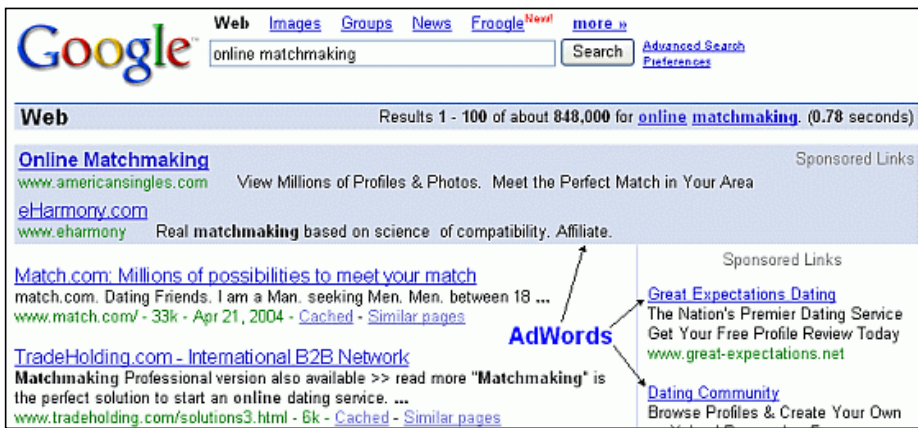 Web Images Groups News Froogle New! more »
Google™
online matchmaking Search Advanced Search
Preferences
Web Results 1 - 100 of about 848,000 for online matchmaking. (0.78 seconds)
Online Matchmaking Sponsored Links
www.americansingles.com View Millions of Profiles & Photos. Meet the Perfect Match in Your Area
eHarmony.com
www.eharmony Real matchmaking based on science of compatibility. Affiliate.
Match.com: Millions of possibilities to meet your match
match.com. Dating Friends. I am a Man. seeking Men. Men. between 18 ...
www.match.com/ - 33k - Apr 21, 2004 - Cached - Similar pages
TradeHolding.com - International B2B Network
Matchmaking Professional version also available >> read more "Matchmaking" is
the perfect solution to start an online dating service. ...
www.tradeholding.com/solutions3.html - 6k - Cached - Similar pages
AdWords
Sponsored Links
Great Expectations Dating
The Nation's Premier Dating Service
Get Your Free Profile Review Today
www.great-expectations.net
Dating Community
Browse Profiles & Create Your Own